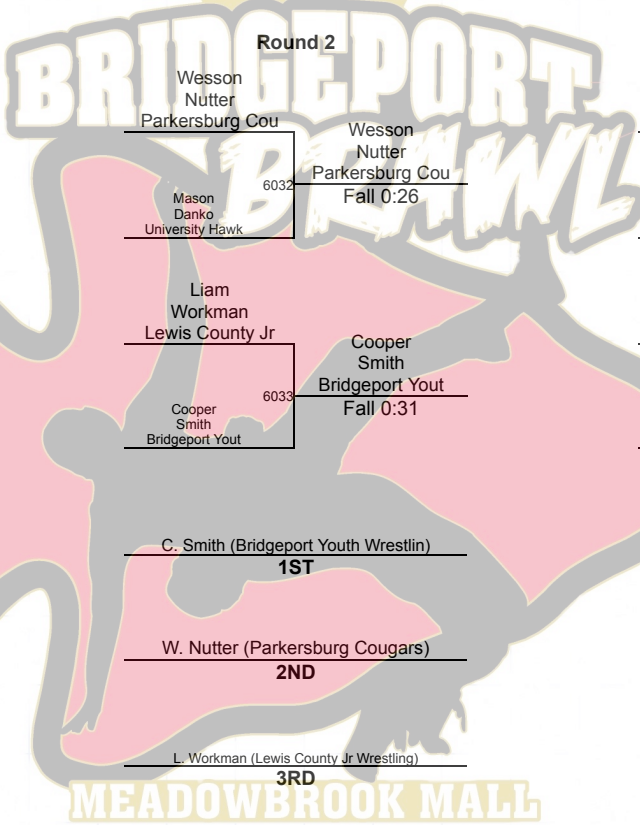 BRIDGEPORT
BRAWL
Round 2
Wesson
Nutter
Parkersburg Cou
6032
Mason
Danko
University Hawk
Wesson
Nutter
Parkersburg Cou
Fall 0:26
Liam
Workman
Lewis County Jr
6033
Cooper
Smith
Bridgeport Yout
Cooper
Smith
Bridgeport Yout
Fall 0:31
C. Smith (Bridgeport Youth Wrestlin)
1ST
W. Nutter (Parkersburg Cougars)
2ND
L. Workman (Lewis County Jr Wrestling)
3RD
MEADOWBROOK MALL